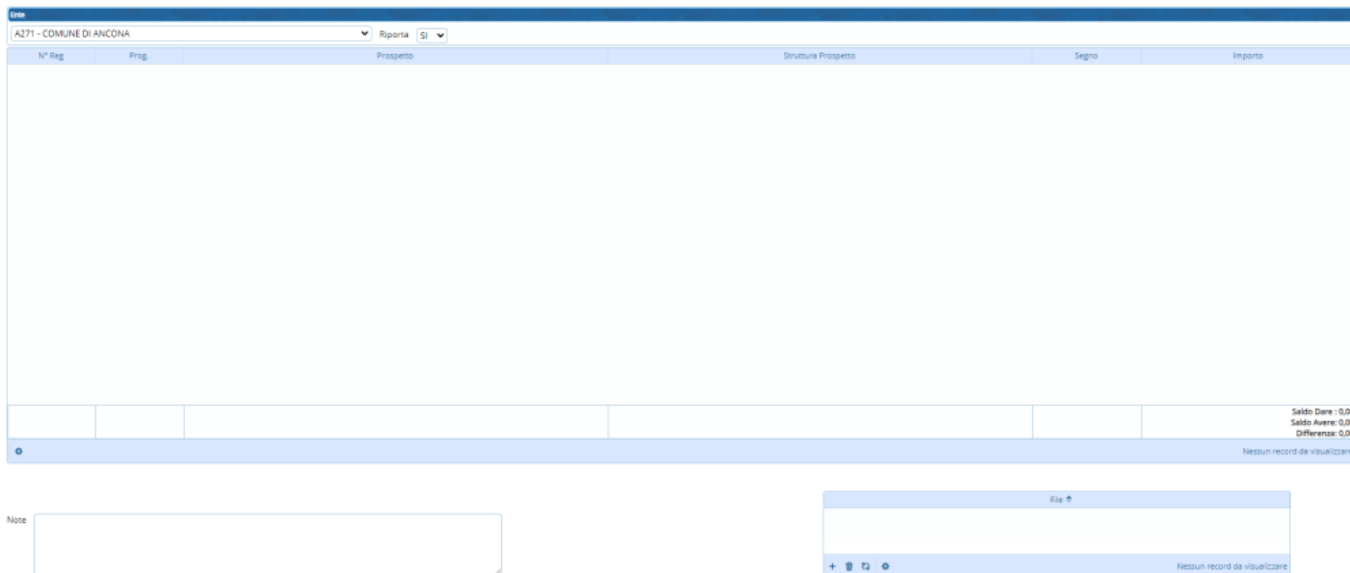 Ente
A271 - COMUNE DI ANCONA Riporta SI
N° Reg Prog. Prospetto Struttura Prospetto Segno Importo
Saldo Dare : 0,0
Saldo Avere: 0,0
Differenza: 0,0
Nessun record da visualizzare
File
Note
Nessun record da visualizzare